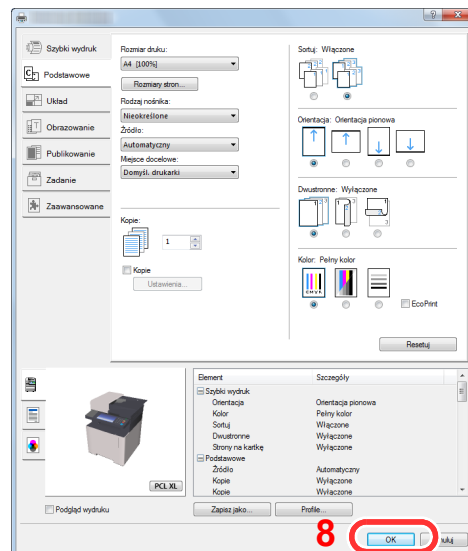 Szybki wydruk
Podstawowe
Układ
Obrazowanie
Publikowanie
Zadanie
Zaawansowane
Rozmiar druku:
A4 [100%]
Rozmiary stron...
Rodzaj nośnika:
Nieokreślone
Źródło:
Automatyczny
Miejsce docelowe:
Domyśl. drukarki
Kopie:
1
Kopie
Ustawienia...
Sortuj: Włączone
Orientacja: Orientacja pionowa
Dwustronne: Wyłączone
Kolor: Pełny kolor
CMYK
EcoPrint
Resetuj
PCL XL
Podgląd wydruku
Element Szczegóły
Szybki wydruk
Orientacja Orientacja pionowa
Kolor Pełny kolor
Sortuj Włączone
Dwustronne Wyłączone
Strony na kartkę Wyłączone
Podstawowe
Źródło Automatyczny
Kopie Wyłączone
Kopie Wyłączone
Zapisz jako... Profile...
8 OK